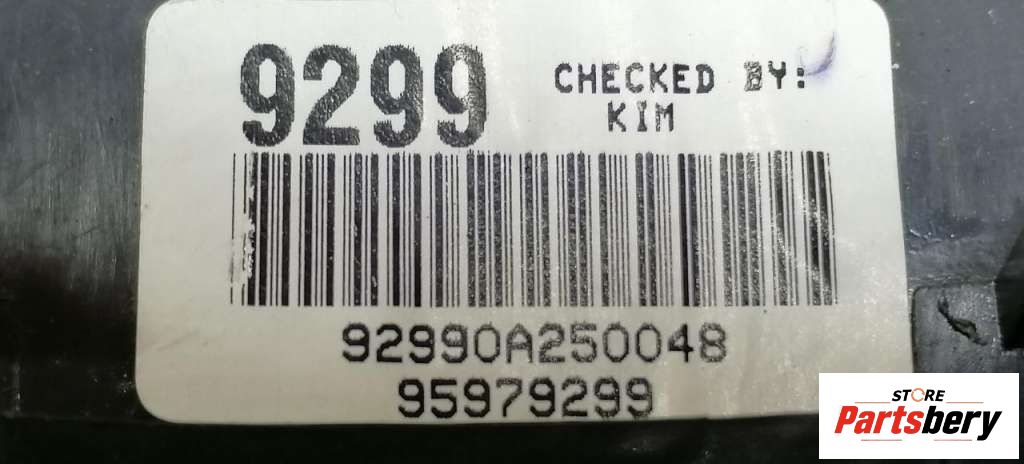 9299
CHECKED BY:
KIM
92990A250048
95979299
STORE
Partsbery